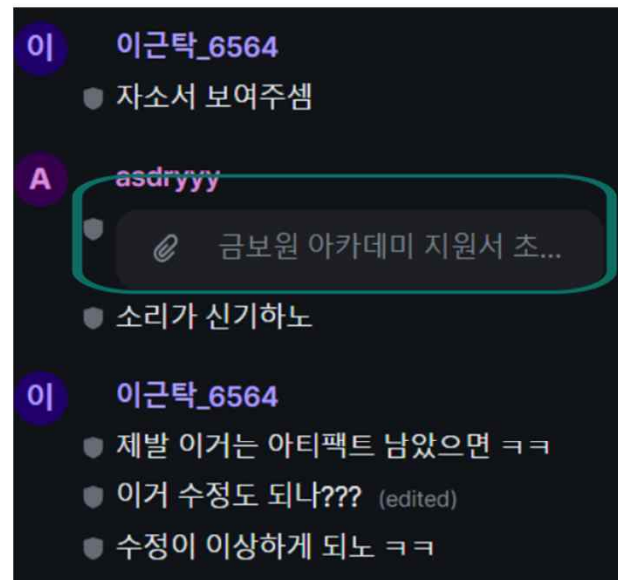 이
이근탁_6564
자소서 보여주셈
A
asdryyy
금보원 아카데미 지원서 초...
소리가 신기하노
이
이근탁_6564
제발 이거는 아티팩트 남았으면 ㅋㅋ
이거 수정도 되나??? (edited)
수정이 이상하게 되노 ㅋㅋ